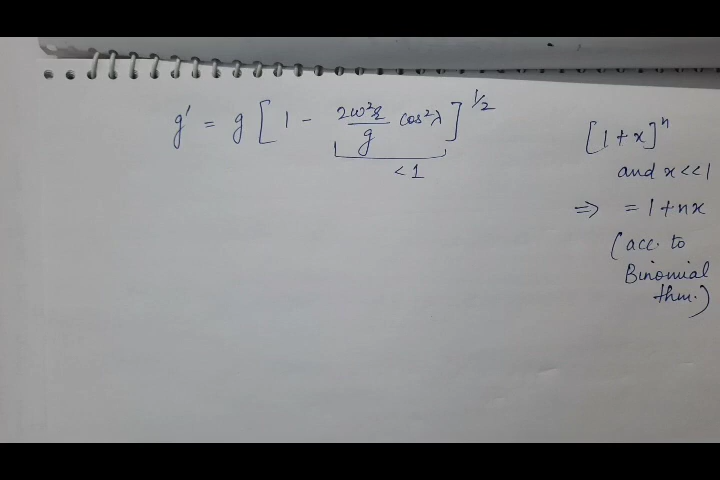 g' = g [1 - 2ω²r/g cos²λ]^1/2
< 1
[1 + x]^n
and x << 1
⇒ = 1 + nx
(acc. to
Binomial
thm.)